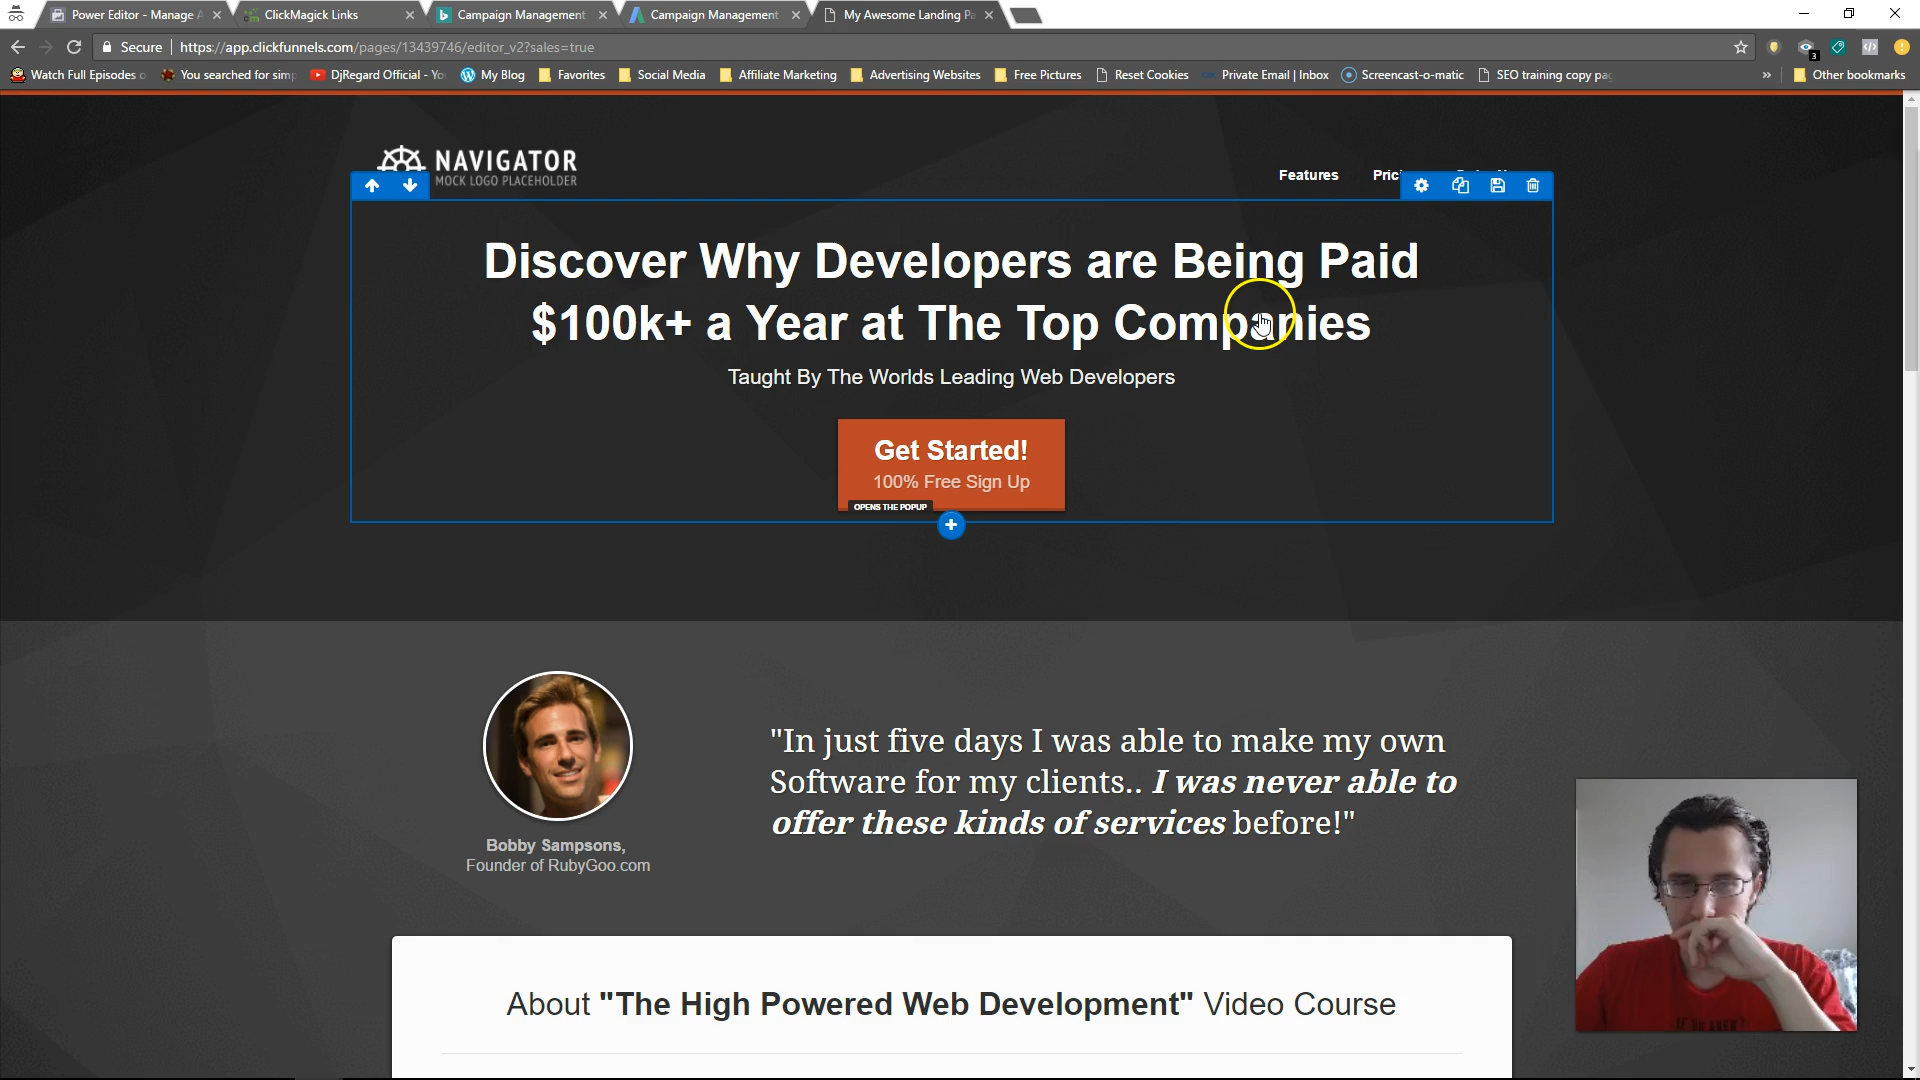 Power Editor - Manage A
ClickMagick Links
Campaign Management
Campaign Management
My Awesome Landing Pa
Secure
https://app.clickfunnels.com/pages/13439746/editor_v2?sales=true
3
Watch Full Episodes o
You searched for simp
DjRegard Official - Yo
My Blog
Favorites
Social Media
Affiliate Marketing
Advertising Websites
Free Pictures
Reset Cookies
Private Email | Inbox
Screencast-o-matic
SEO training copy pag
»
Other bookmarks
NAVIGATOR
MOCK LOGO PLACEHOLDER
Features
Discover Why Developers are Being Paid
$100k+ a Year at The Top Companies
Taught By The Worlds Leading Web Developers
Get Started!
100% Free Sign Up
OPENS THE POPUP
"In just five days I was able to make my own
Software for my clients.. I was never able to
offer these kinds of services before!"
Bobby Sampsons,
Founder of RubyGoo.com
About "The High Powered Web Development" Video Course